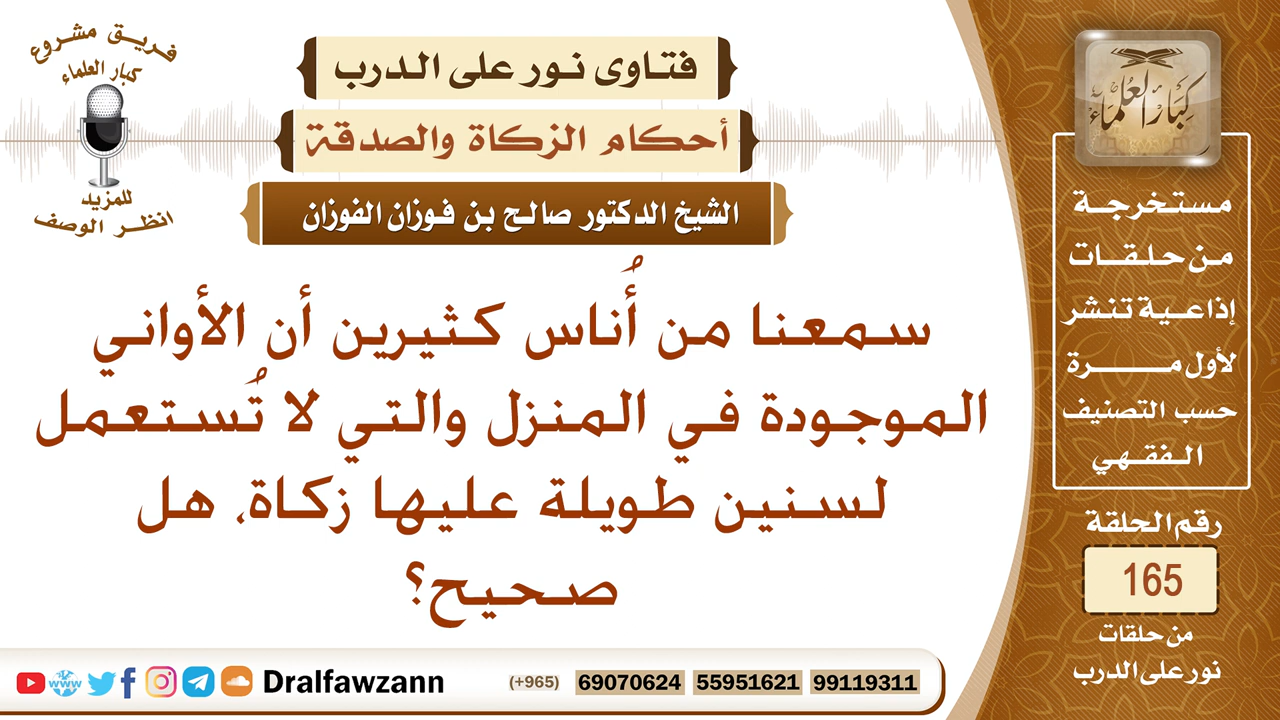 فريق مشروع
كبار العلماء
للمزيد
انظر الوصف
فتاوى نور على الدرب
أحكام الزكاة والصدقة
الشيخ الدكتور صالح بن فوزان الفوزان
سمعنا من أُناس كثيرين أن الأواني
الموجودة في المنزل والتي لا تُستعمل
لسنين طويلة عليها زكاة، هل
صحيح؟
كبار العلماء
مستخرجة
من حلقات
إذاعية تنشر
لأول مرة
حسب التصنيف
الفقهي
رقم الحلقة
165
من حلقات
نور على الدرب
www Dralfawzann (+965) 69070624 55951621 99119311